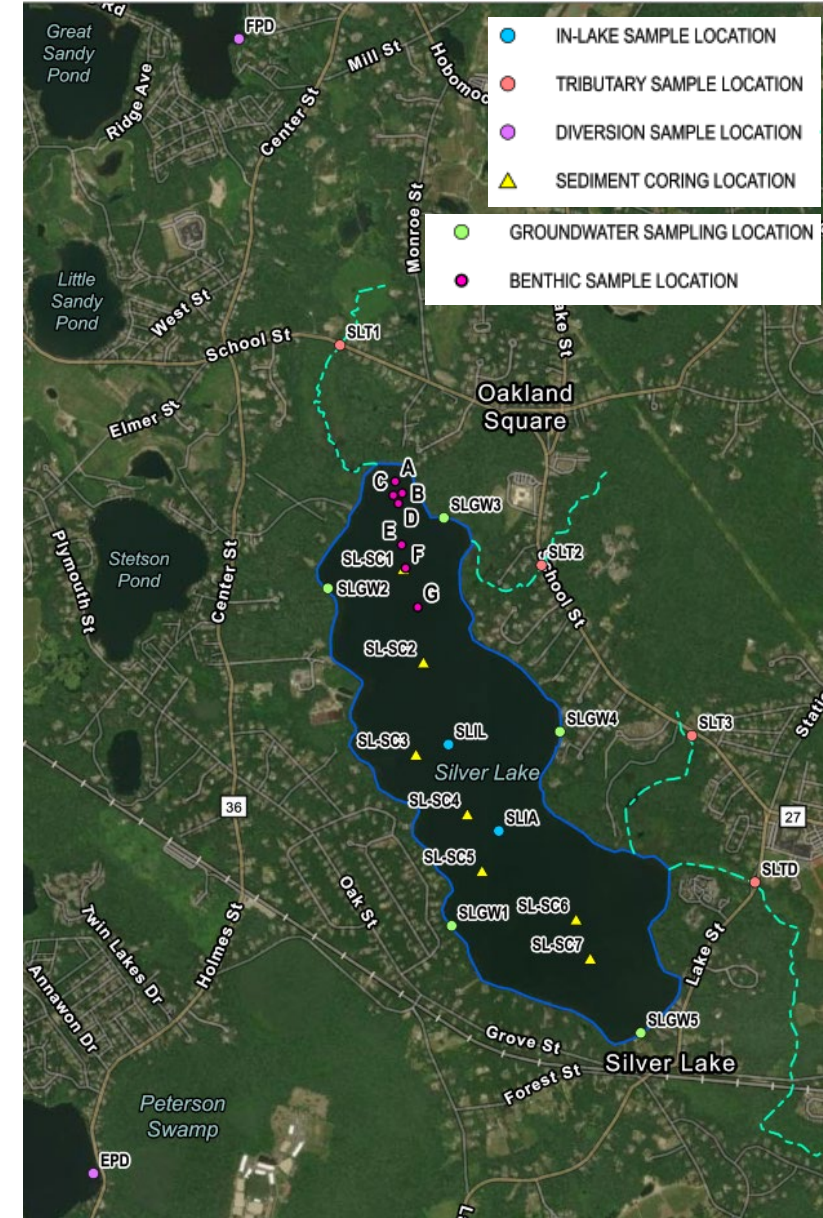 Rd
FPD
Great
Sandy
Pond
Mill St
Hobomoc
Ridge Ave
Center St
IN-LAKE SAMPLE LOCATION
TRIBUTARY SAMPLE LOCATION
DIVERSION SAMPLE LOCATION
SEDIMENT CORING LOCATION
GROUNDWATER SAMPLING LOCATION
BENTHIC SAMPLE LOCATION
Monroe St
Little
Sandy
Pond
West St
School St
SLT1
ake St
Elmer St
Oakland
Square
A
C
B
D
SLGW3
E
F
SL-SC1
SLT2
School St
Plymouth St
Stetson
Pond
Center St
SLGW2
G
SL-SC2
SLGW4
SLT3
Stati
SLIL
SL-SC3
Silver Lake
SL-SC4
SLIA
36
27
SL-SC5
SLTD
Oak St
SL-SC6
SLGW1
SL-SC7
Twin Lakes Dr
Holmes St
Lake St
Annawon Dr
SLGW5
Grove St
Silver Lake
Forest St
Peterson
Swamp
EPD